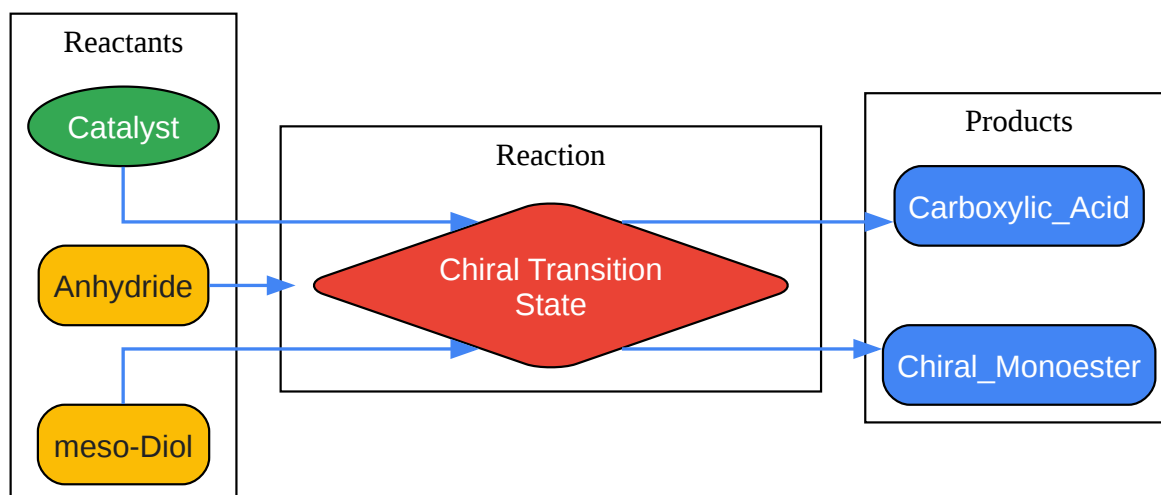 Reactants
Catalyst
Anhydride
meso-Diol
Reaction
Chiral Transition
State
Products
Carboxylic_Acid
Chiral_Monoester